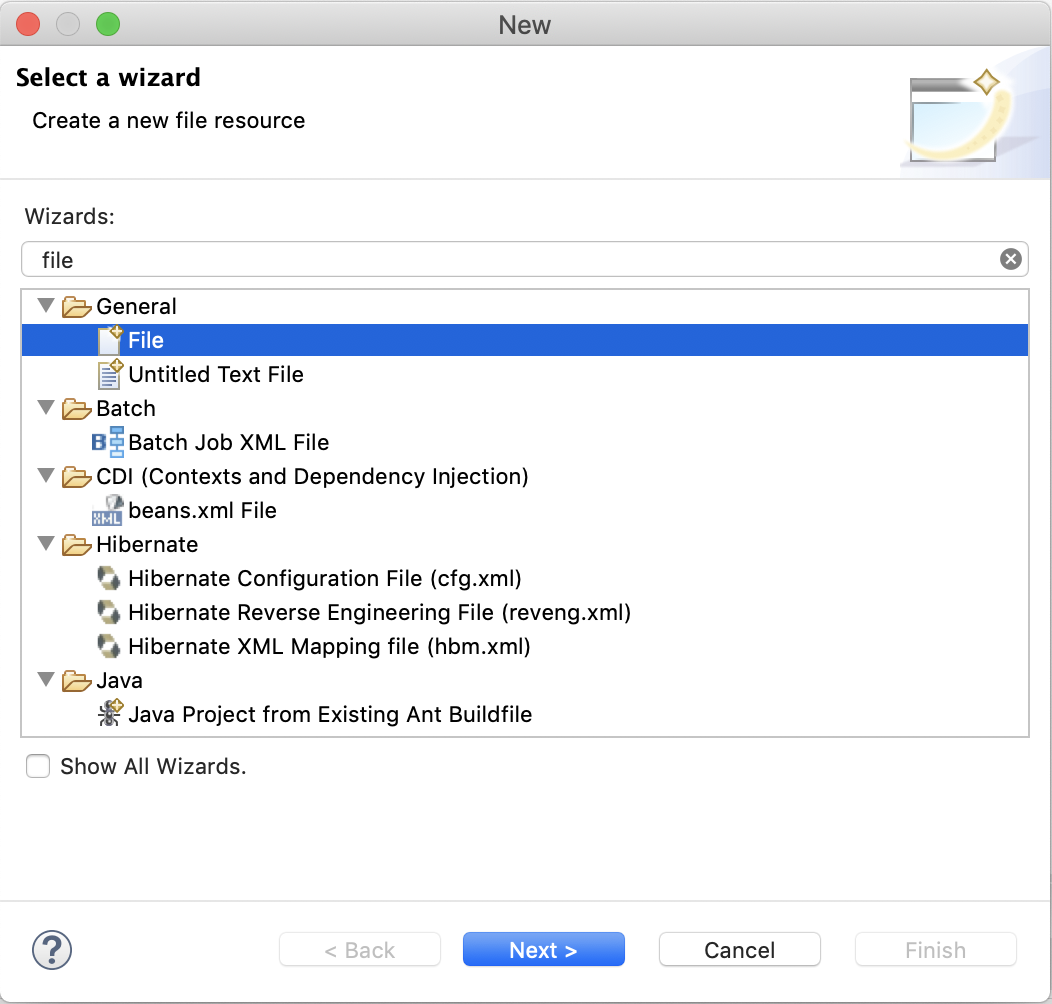 New
Select a wizard
Create a new file resource
Wizards:
file
General
File
Untitled Text File
Batch
B Batch Job XML File
CDI (Contexts and Dependency Injection)
XML beans.xml File
Hibernate
Hibernate Configuration File (cfg.xml)
Hibernate Reverse Engineering File (reveng.xml)
Hibernate XML Mapping file (hbm.xml)
Java
Java Project from Existing Ant Buildfile
Show All Wizards.
? < Back Next > Cancel Finish